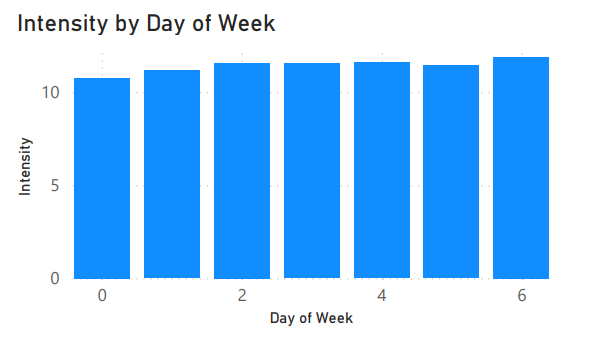 Intensity by Day of Week
10
5
0
Intensity
0 2 4 6
Day of Week